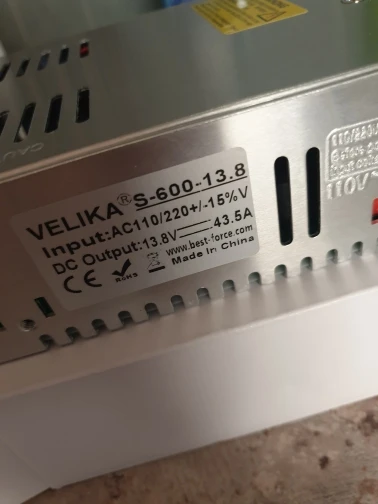 VELIKA® S-600-13.8
Input:AC110/220+/-15%V
DC Output:13.8V 43.5A
www.best-force.com
CE RoHS Made in China
110V